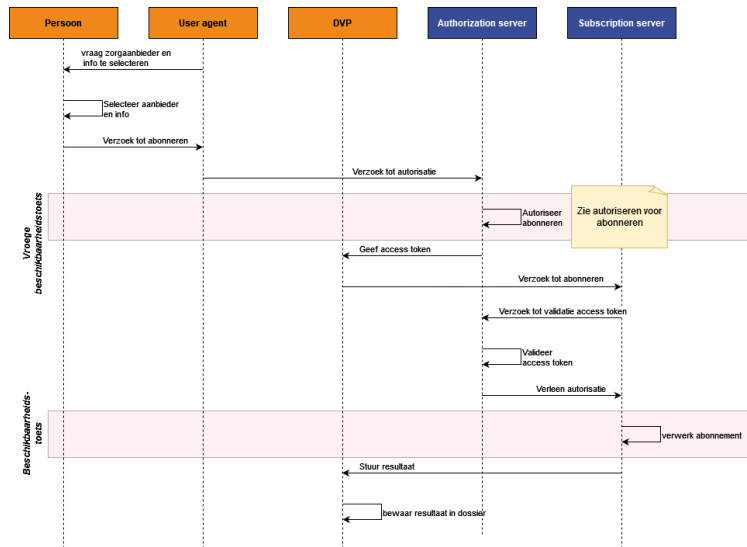 Persoon
User agent
DVP
Authorization server
Subscription server
vraag zorgaanbieder en
info te selecteren
Selecteer aanbieder
en info
Verzoek tot abonneren
Verzoek tot autorisatie
Vroege
beschikbaarheidstoets
Autoriseer
abonneren
Zie autoriseren voor
abonneren
Geef access token
Verzoek tot abonneren
Verzoek tot validatie access token
Valideer
access token
Verleen autorisatie
Beschikbaarheids-
toets
verwerk abonnement
Stuur resultaat
bewaar resultaat in dossier